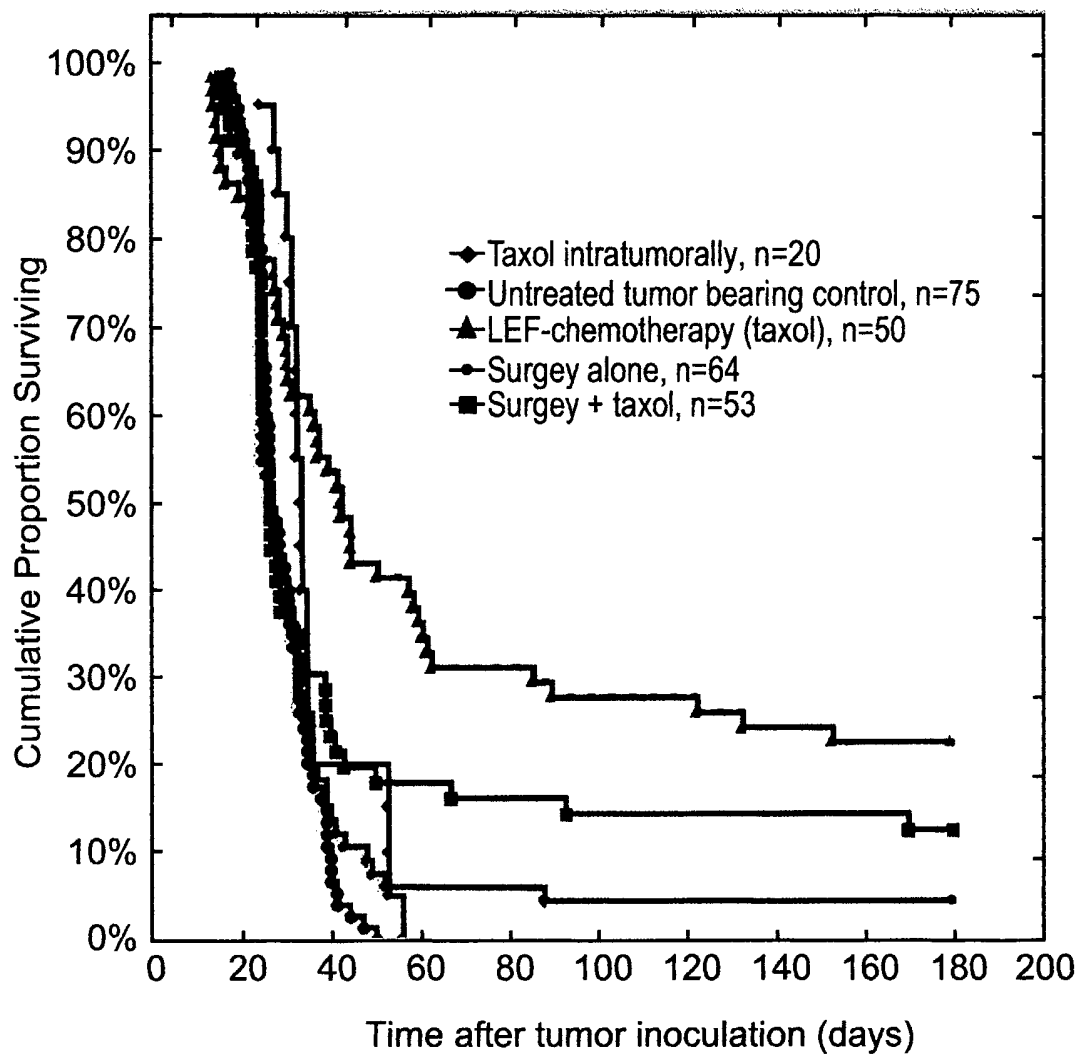 Cumulative Proportion Surviving
100%
90%
80%
70%
60%
50%
40%
30%
20%
10%
0%
Taxol intratumorally, n=20
Untreated tumor bearing control, n=75
LEF-chemotherapy (taxol), n=50
Surgey alone, n=64
Surgey + taxol, n=53
0 20 40 60 80 100 120 140 160 180 200
Time after tumor inoculation (days)